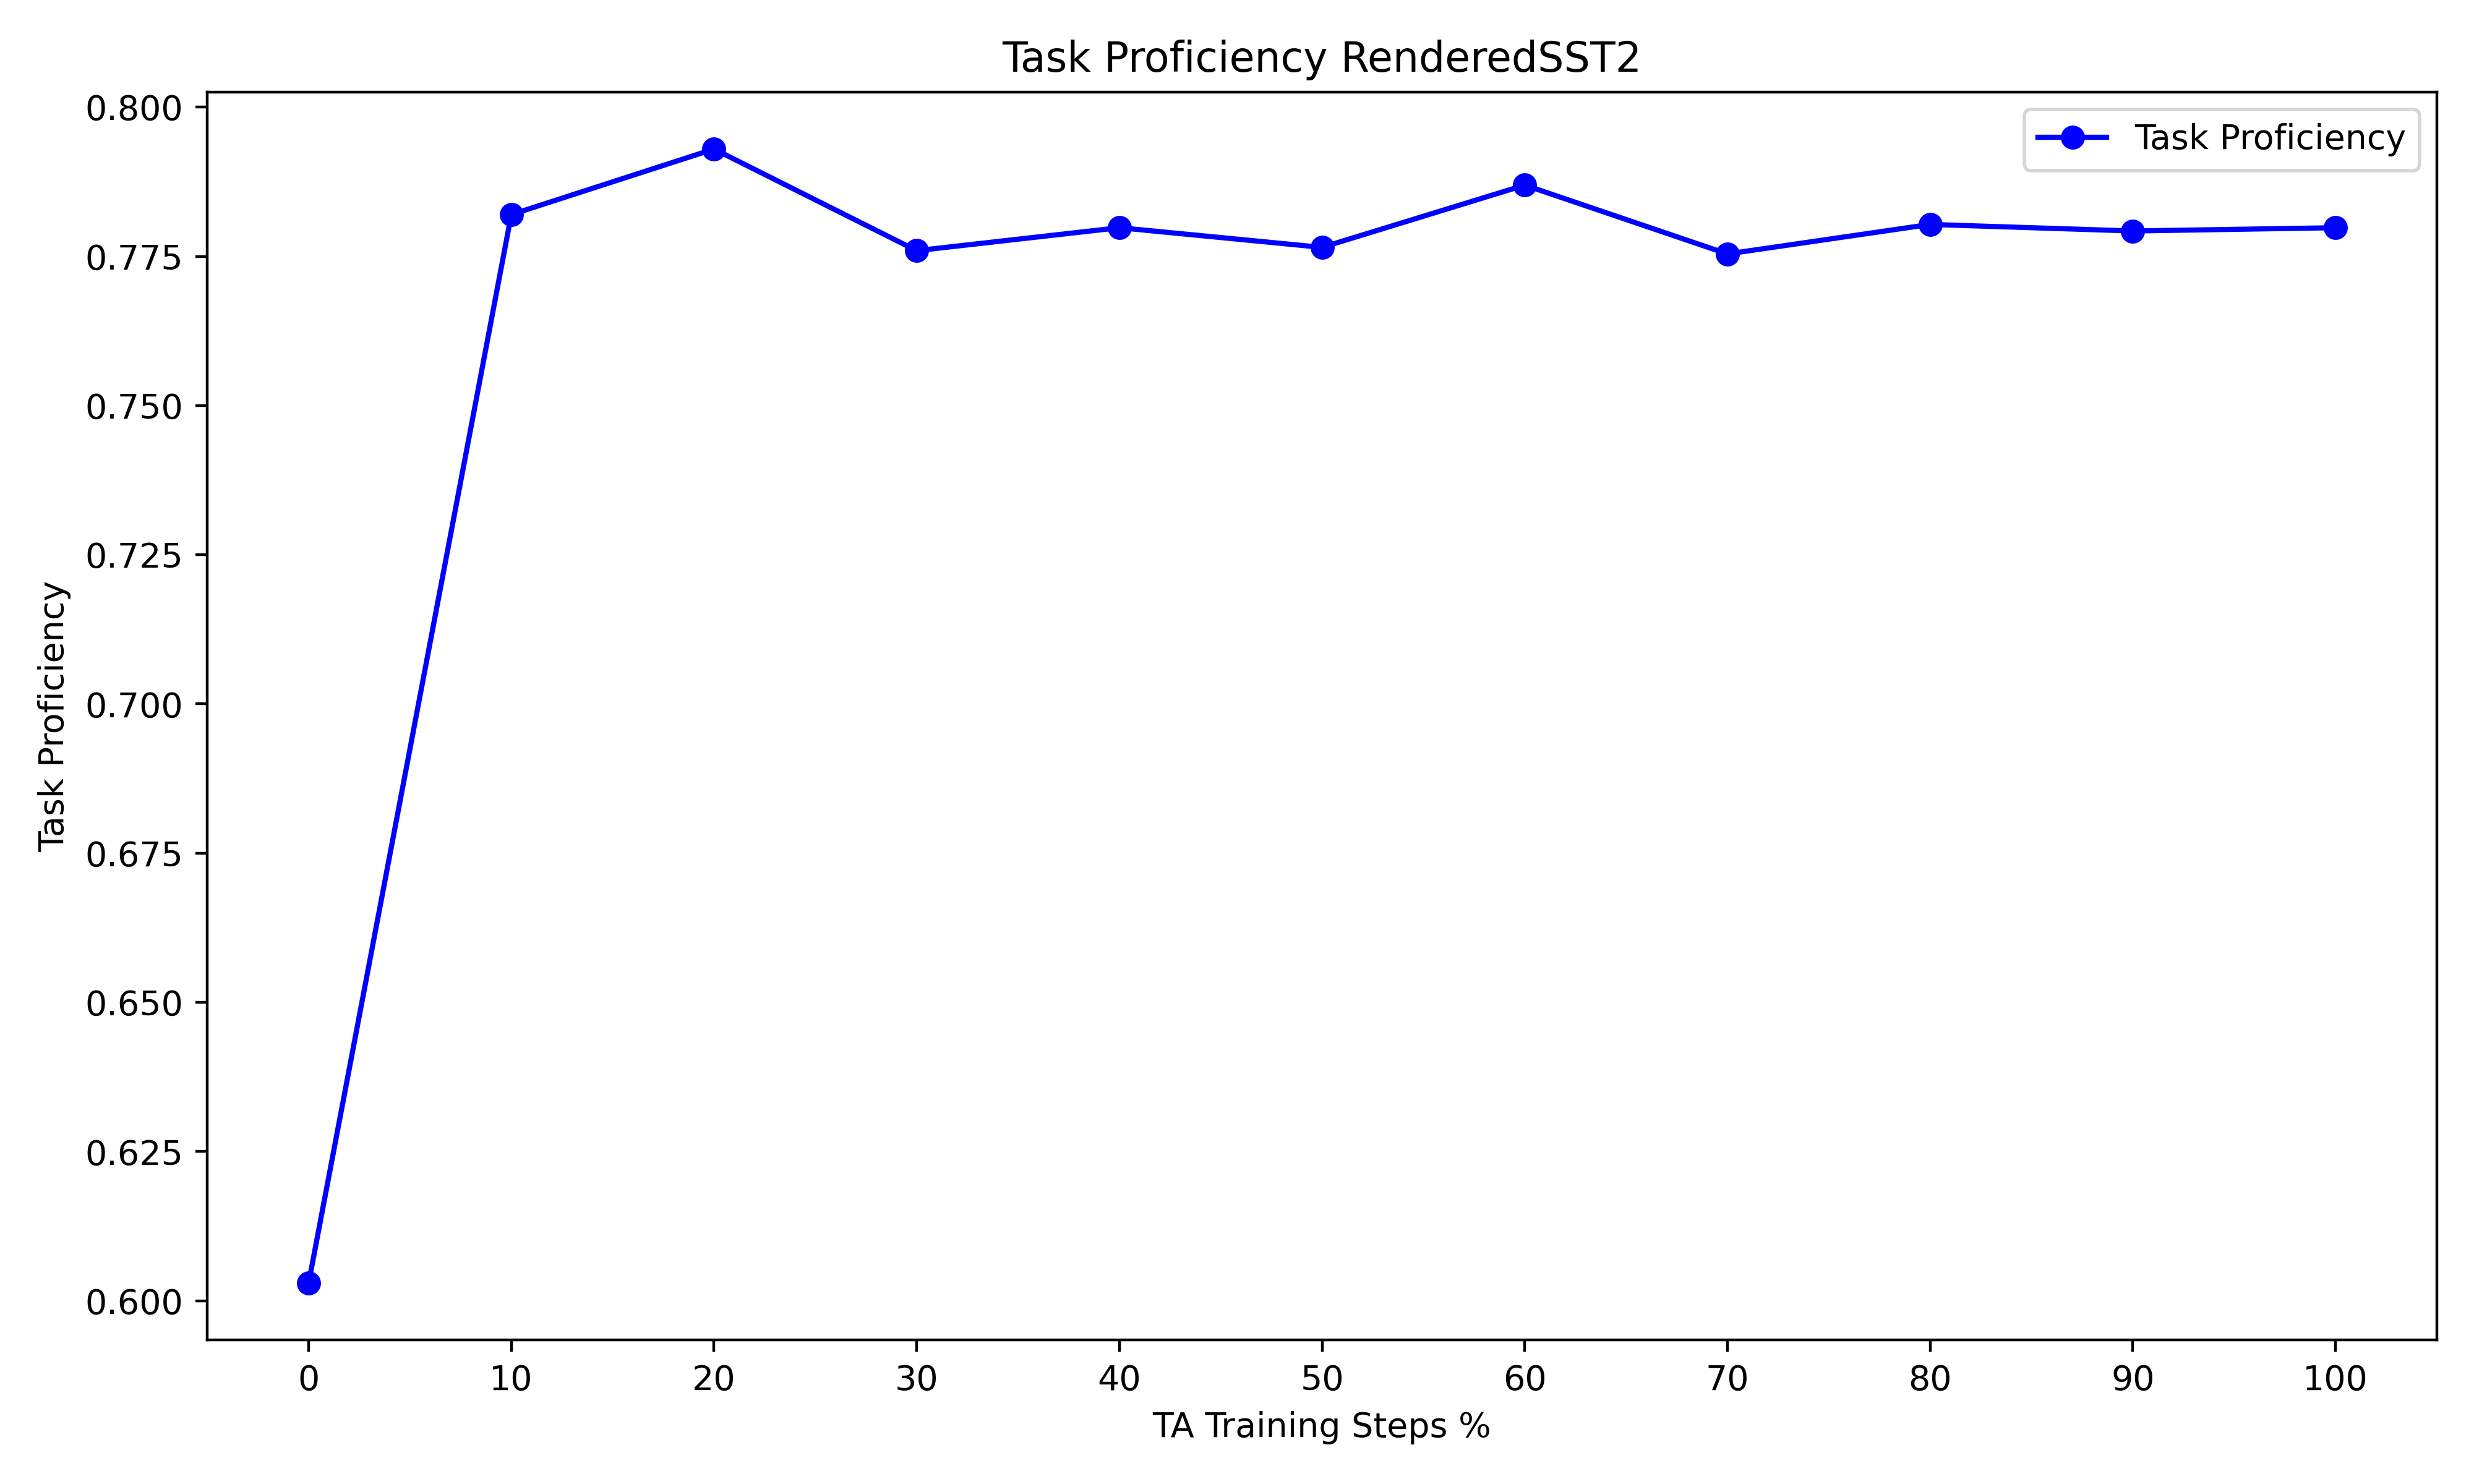 Task Proficiency RenderedSST2
Task Proficiency
0.800
0.775
0.750
0.725
0.700
0.675
0.650
0.625
0.600
Task Proficiency
0 10 20 30 40 50 60 70 80 90 100
TA Training Steps %